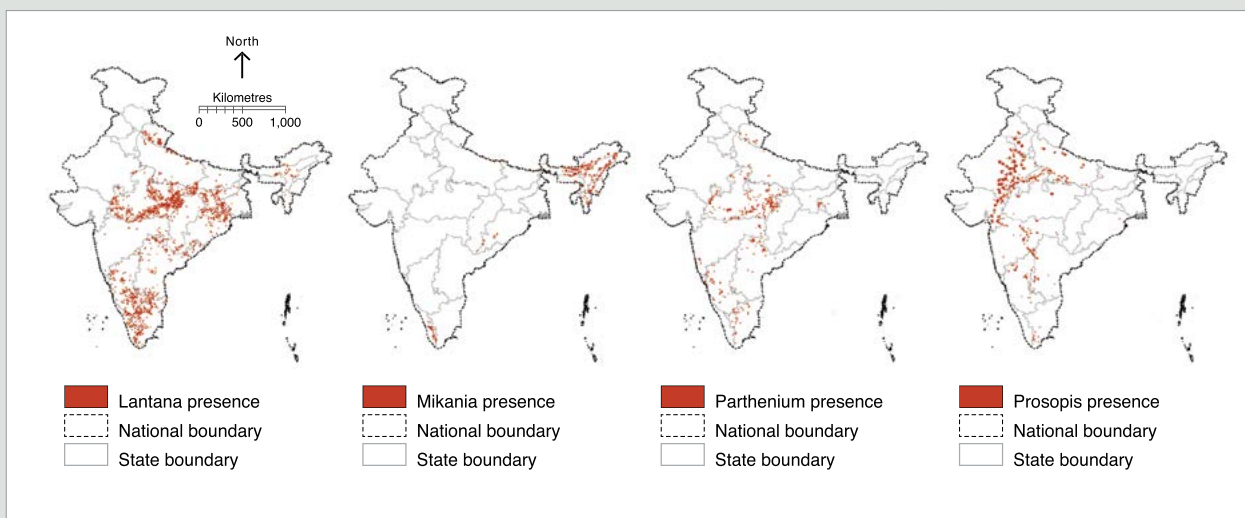 North
Kilometres
0 500 1,000
Lantana presence
National boundary
State boundary
Mikania presence
National boundary
State boundary
Parthenium presence
National boundary
State boundary
Prosopis presence
National boundary
State boundary